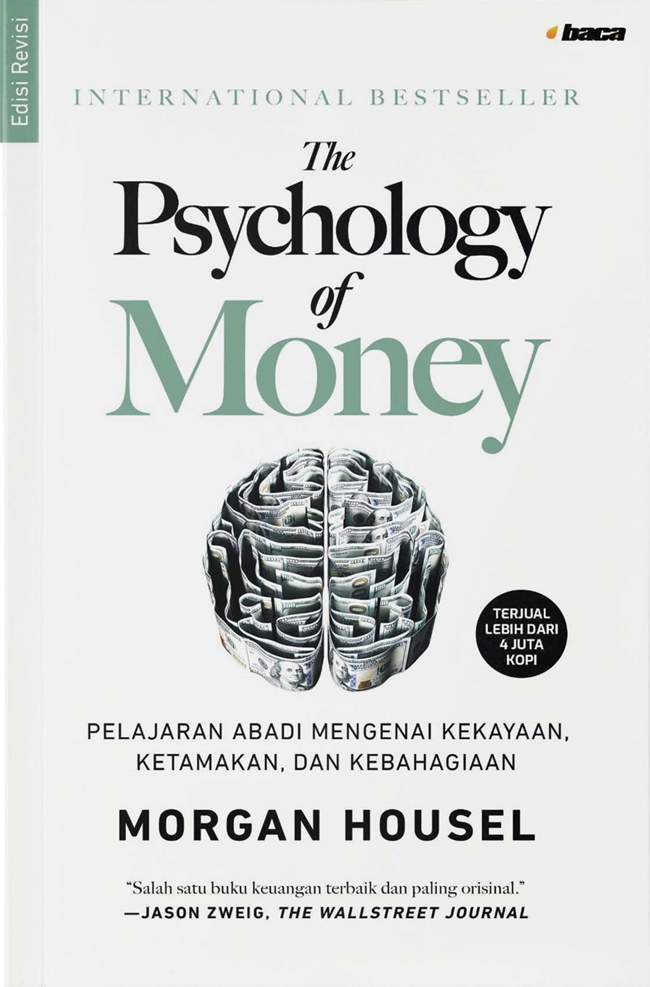 Edisi Revisi
baca
INTERNATIONAL BESTSELLER
The
Psychology
of
Money
TERJUAL
LEBIH DARI
4 JUTA
KOPI
PELAJARAN ABADI MENGENAI KEKAYAAN,
KETAMAKAN, DAN KEBAHAGIAAN
MORGAN HOUSEL
“Salah satu buku keuangan terbaik dan paling orisinal.”
—JASON ZWEIG, THE WALLSTREET JOURNAL